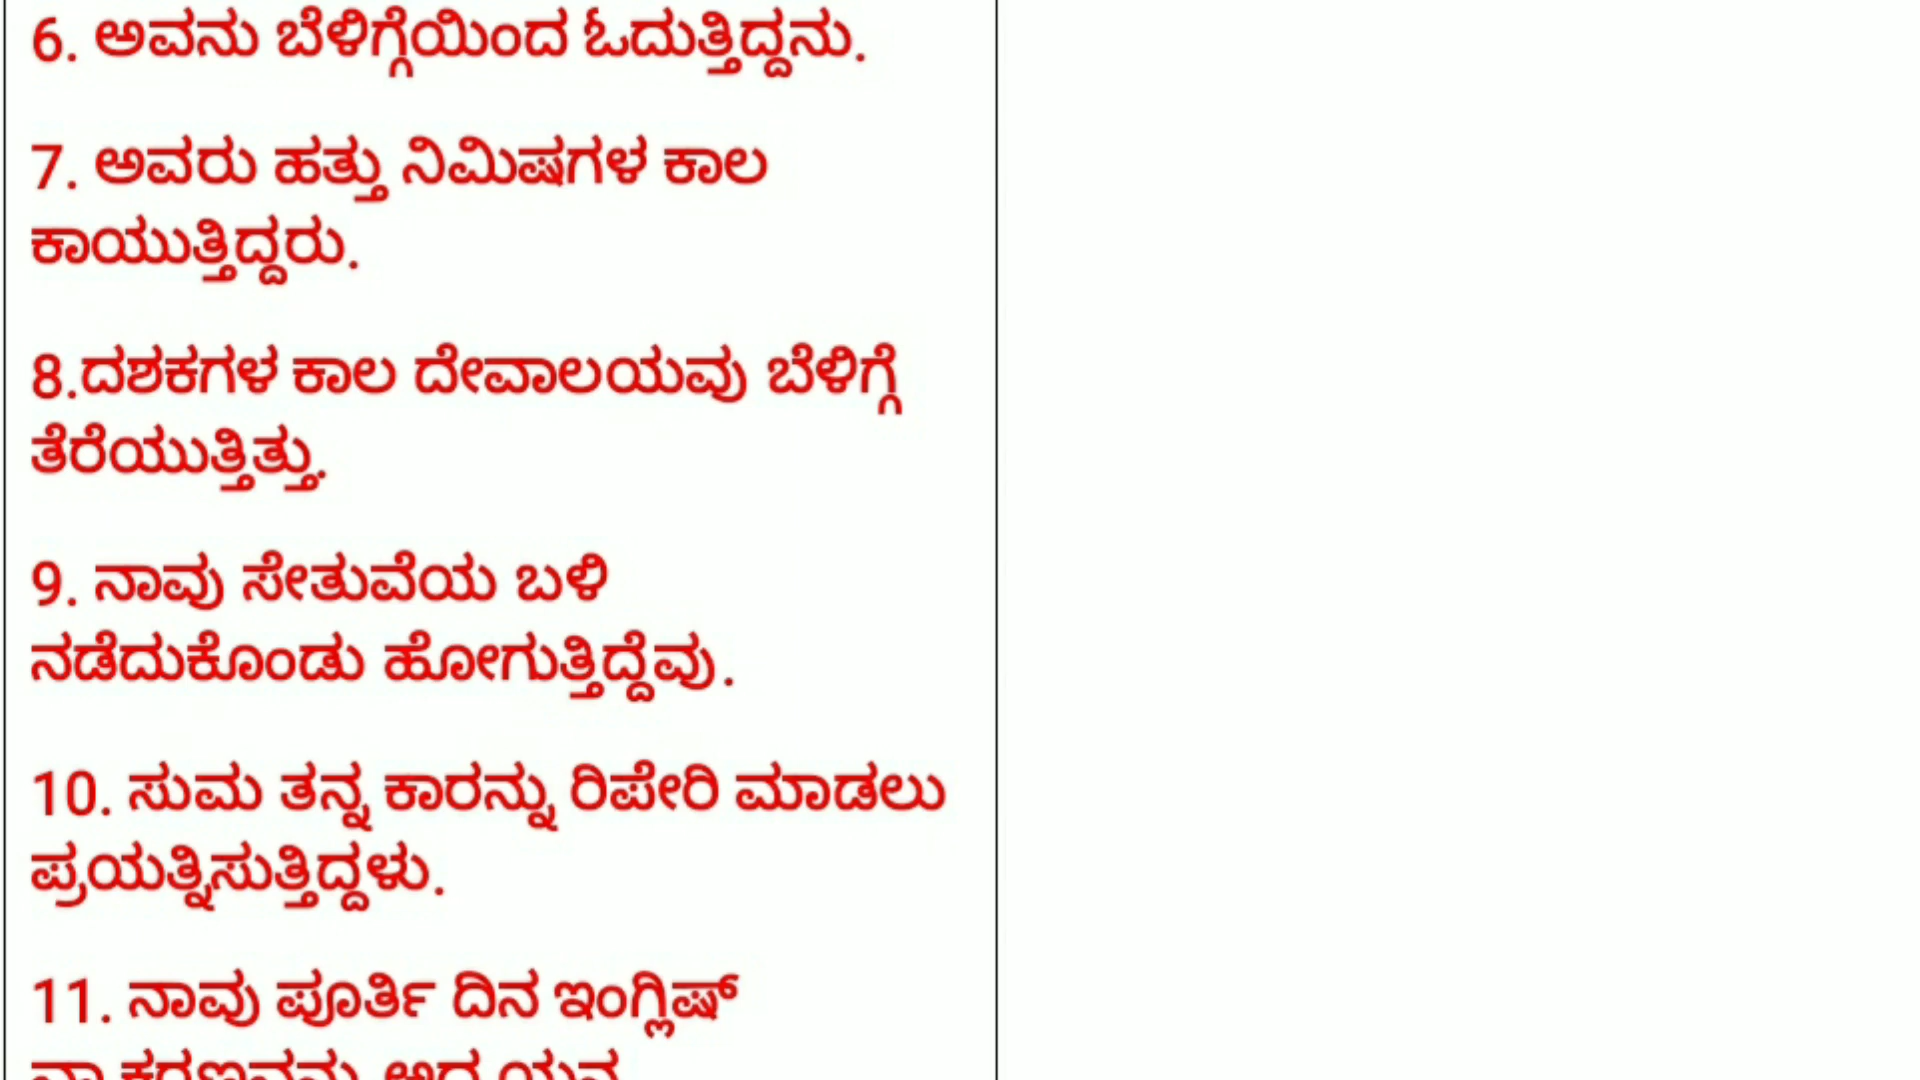 6. ಅವನು ಬೆಳಿಗ್ಗೆಯಿಂದ ಓದುತ್ತಿದ್ದನು.
7. ಅವರು ಹತ್ತು ನಿಮಿಷಗಳ ಕಾಲ
ಕಾಯುತ್ತಿದ್ದರು.
8.ದಶಕಗಳ ಕಾಲ ದೇವಾಲಯವು ಬೆಳಿಗ್ಗೆ
ತೆರೆಯುತ್ತಿತ್ತು.
9. ನಾವು ಸೇತುವೆಯ ಬಳಿ
ನಡೆದುಕೊಂಡು ಹೋಗುತ್ತಿದ್ದೆವು.
10. ಸುಮ ತನ್ನ ಕಾರನ್ನು ರಿಪೇರಿ ಮಾಡಲು
ಪ್ರಯತ್ನಿಸುತ್ತಿದ್ದಳು.
11. ನಾವು ಪೂರ್ತಿ ದಿನ ಇಂಗ್ಲಿಷ್